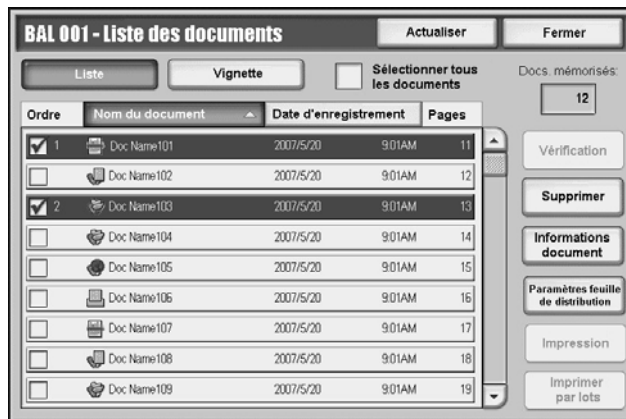 BAL 001 - Liste des documents
Actualiser
Fermer
Liste
Vignette
Sélectionner tous
les documents
Docs. mémorisés:
12
Ordre
Nom du document
Date d'enregistrement
Pages
1 Doc Name101 2007/5/20 9:01AM 11
Doc Name102 2007/5/20 9:01AM 12
2 Doc Name103 2007/5/20 9:01AM 13
Doc Name104 2007/5/20 9:01AM 14
Doc Name105 2007/5/20 9:01AM 15
Doc Name106 2007/5/20 9:01AM 16
Doc Name107 2007/5/20 9:01AM 17
Doc Name108 2007/5/20 9:01AM 18
Doc Name109 2007/5/20 9:01AM 19
Vérification
Supprimer
Informations
document
Paramètres feuille
de distribution
Impression
Imprimer
par lots